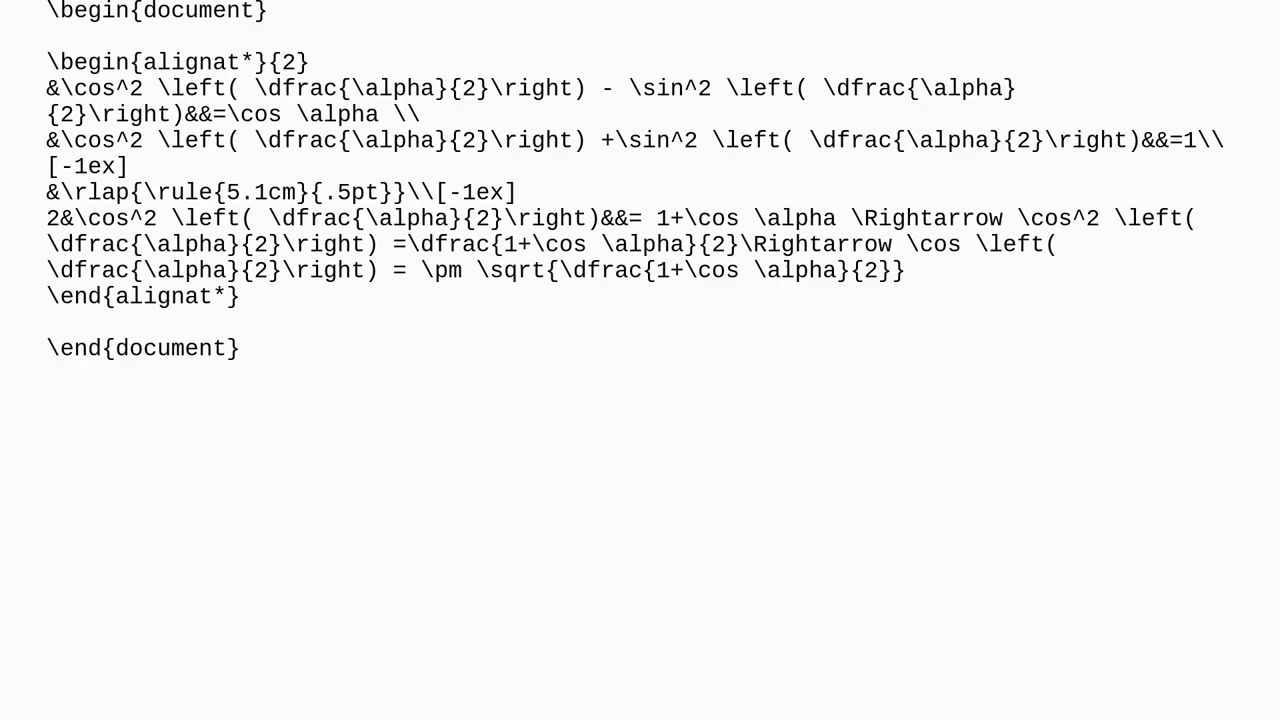 \begin{document}
\begin{alignat*}{2}
&\cos^2 \left( \dfrac{\alpha}{2}\right) - \sin^2 \left( \dfrac{\alpha}
{2}\right)&&=\cos \alpha \\
&\cos^2 \left( \dfrac{\alpha}{2}\right) +\sin^2 \left( \dfrac{\alpha}{2}\right)&&=1\\
[-1ex]
&\rlap{\rule{5.1cm}{.5pt}}\\[-1ex]
2&\cos^2 \left( \dfrac{\alpha}{2}\right)&&= 1+\cos \alpha \Rightarrow \cos^2 \left(
\dfrac{\alpha}{2}\right) =\dfrac{1+\cos \alpha}{2}\Rightarrow \cos \left(
\dfrac{\alpha}{2}\right) = \pm \sqrt{\dfrac{1+\cos \alpha}{2}}
\end{alignat*}
\end{document}